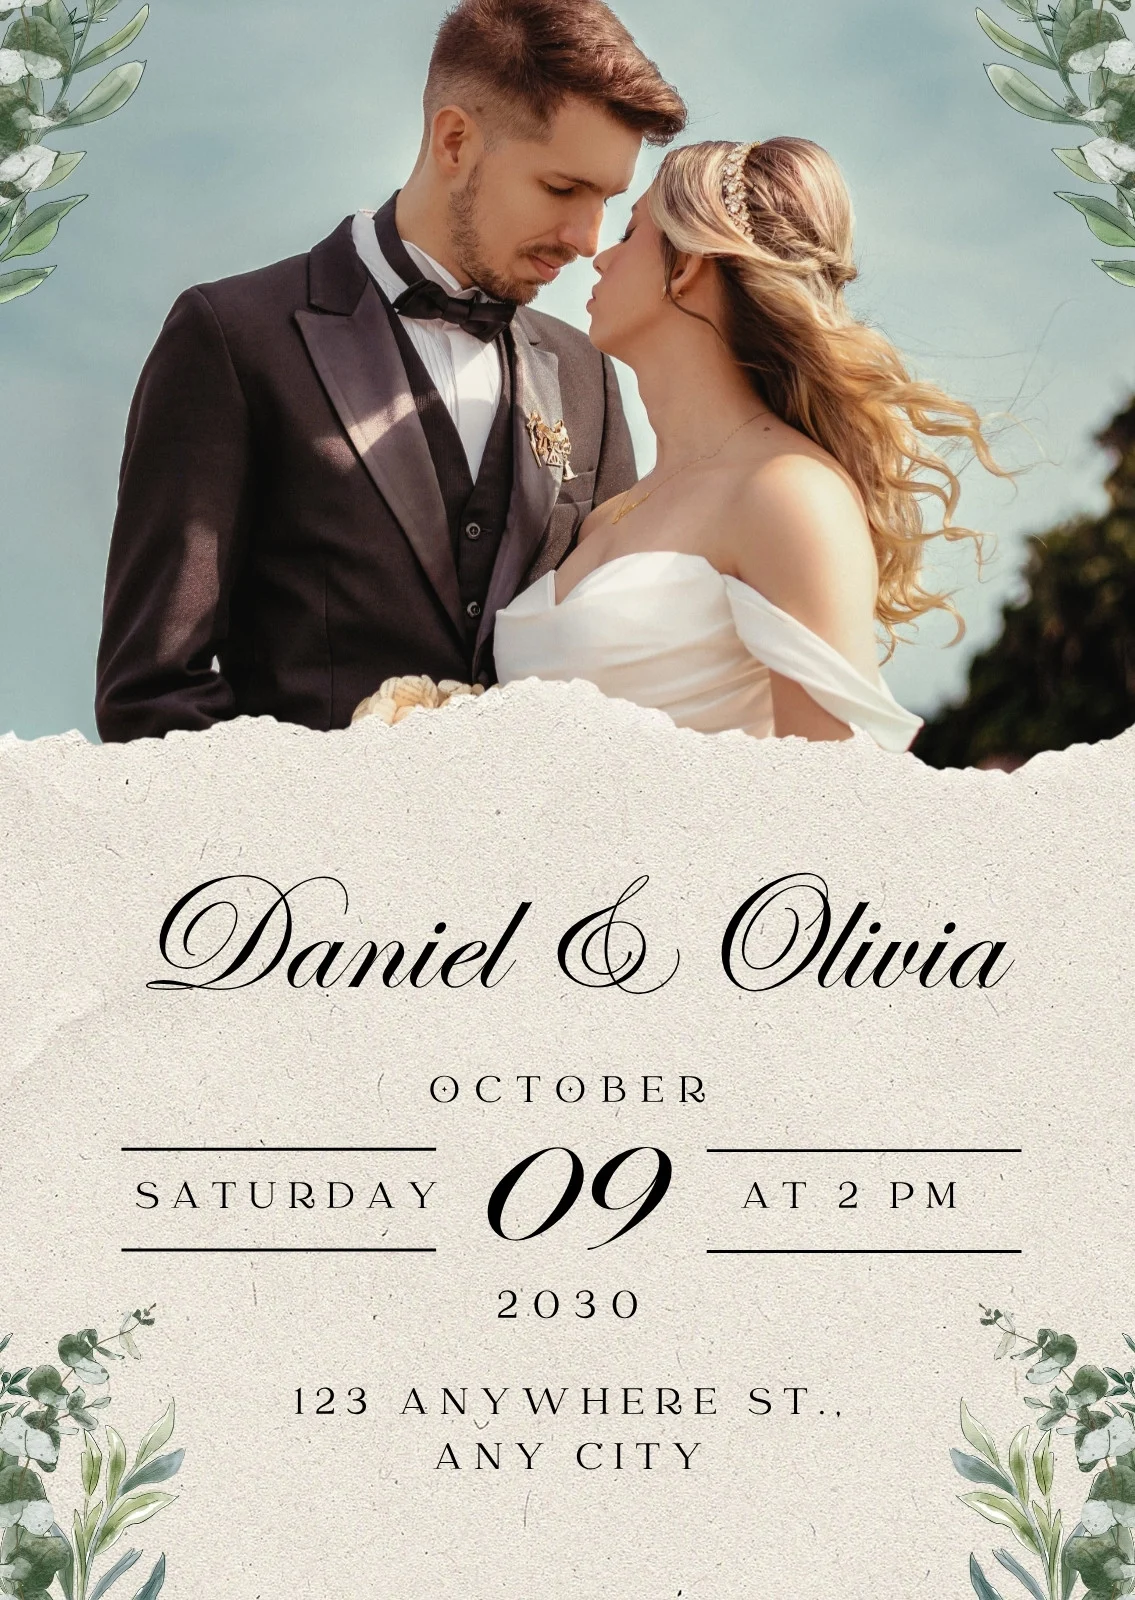 Daniel & Olivia
OCTOBER
SATURDAY 09 AT 2 PM
2030
123 ANYWHERE ST.,
ANY CITY